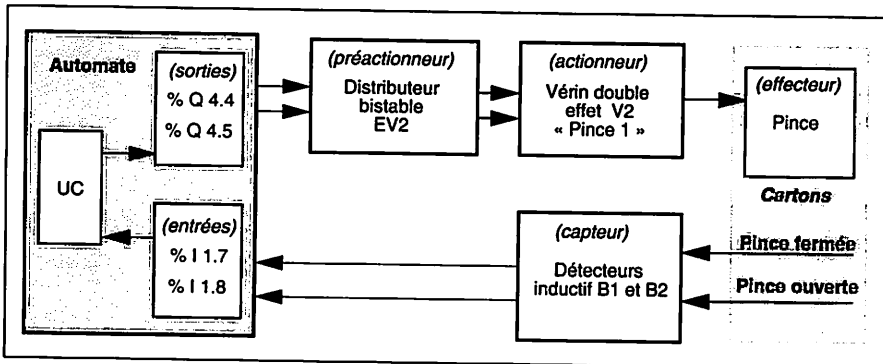 Automate
(sorties)
% Q 4.4
% Q 4.5
UC
(entrées)
% I 1.7
% I 1.8
(préactionneur)
Distributeur
bistable
EV2
(actionneur)
Vérin double
effet V2
« Pince 1 »
(effecteur)
Pince
Cartons
(capteur)
Détecteurs
inductif B1 et B2
Pince fermée
Pince ouverte